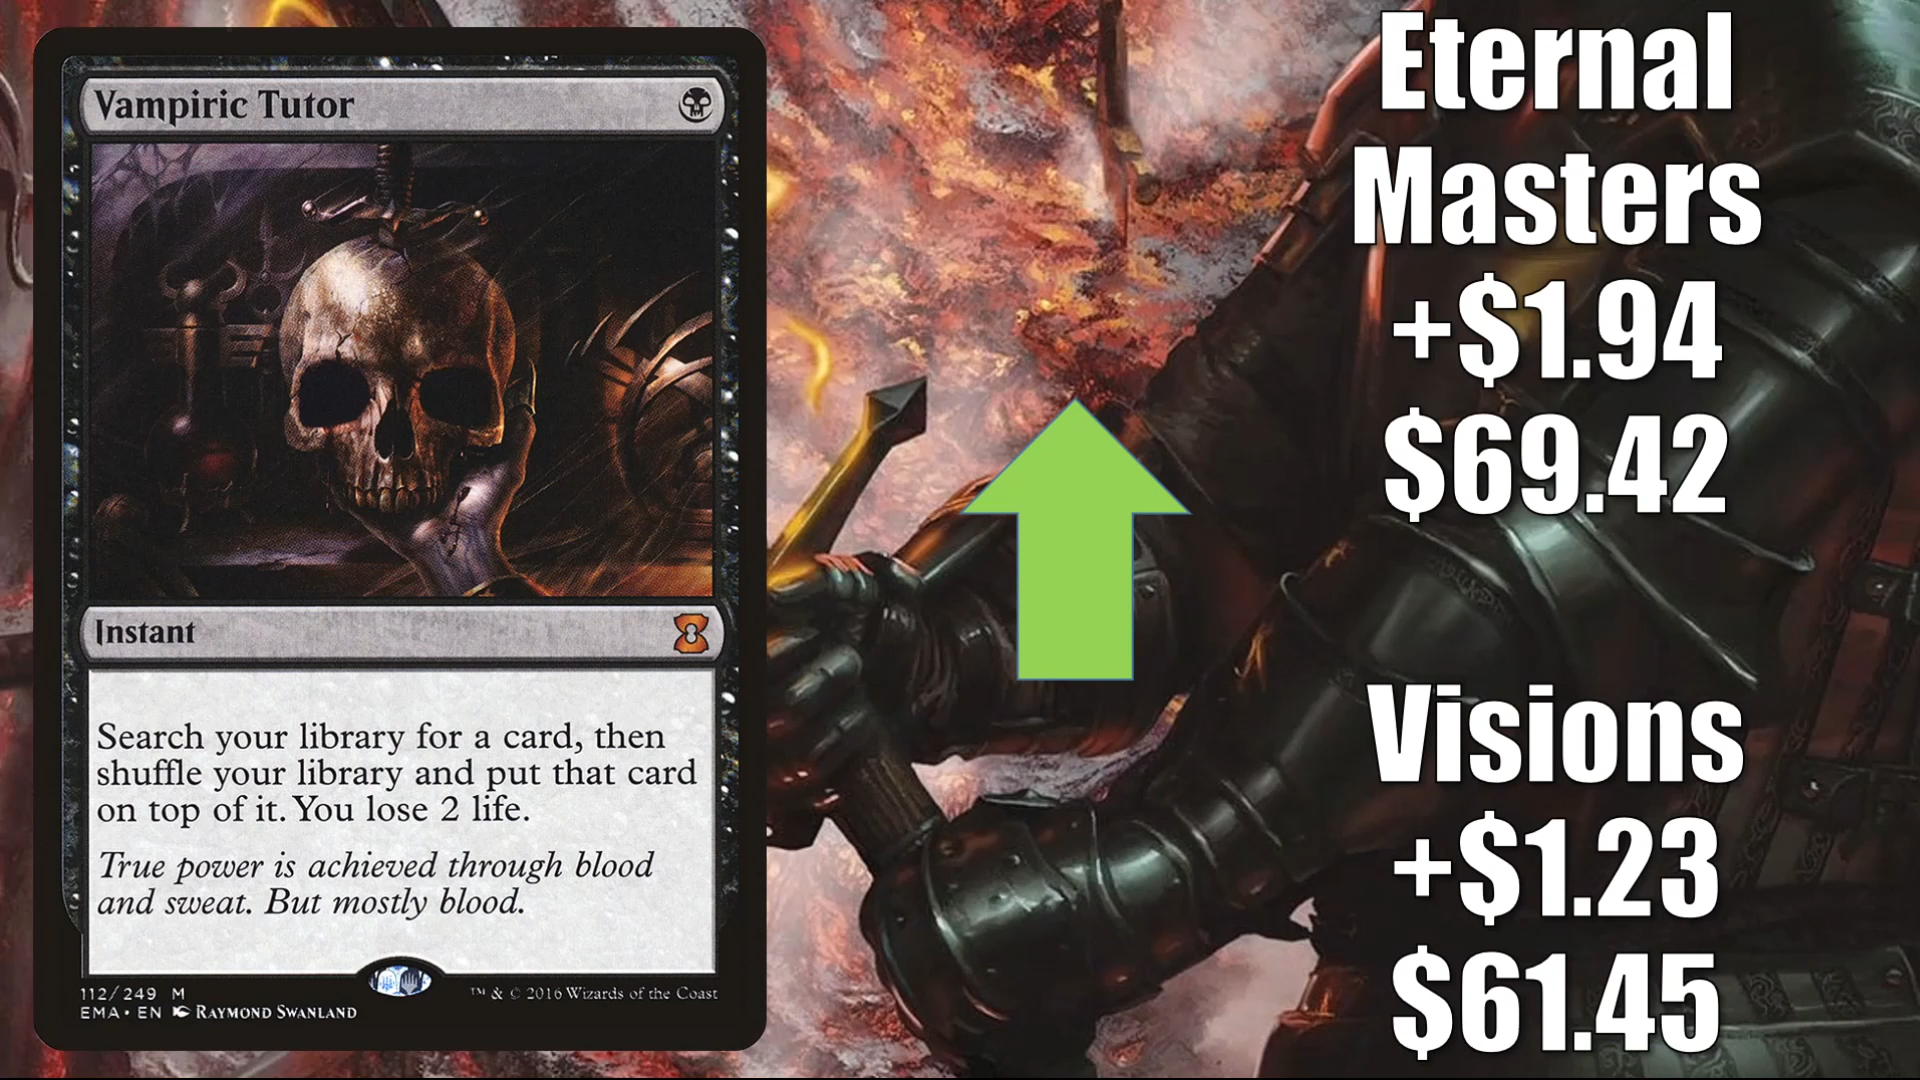 Vampiric Tutor
Instant
Search your library for a card, then
shuffle your library and put that card
on top of it. You lose 2 life.
True power is achieved through blood
and sweat. But mostly blood.
112/249 M
EMA • EN Raymond Swanland
™ & © 2016 Wizards of the Coast
Eternal
Masters
+$1.94
$69.42
Visions
+$1.23
$61.45